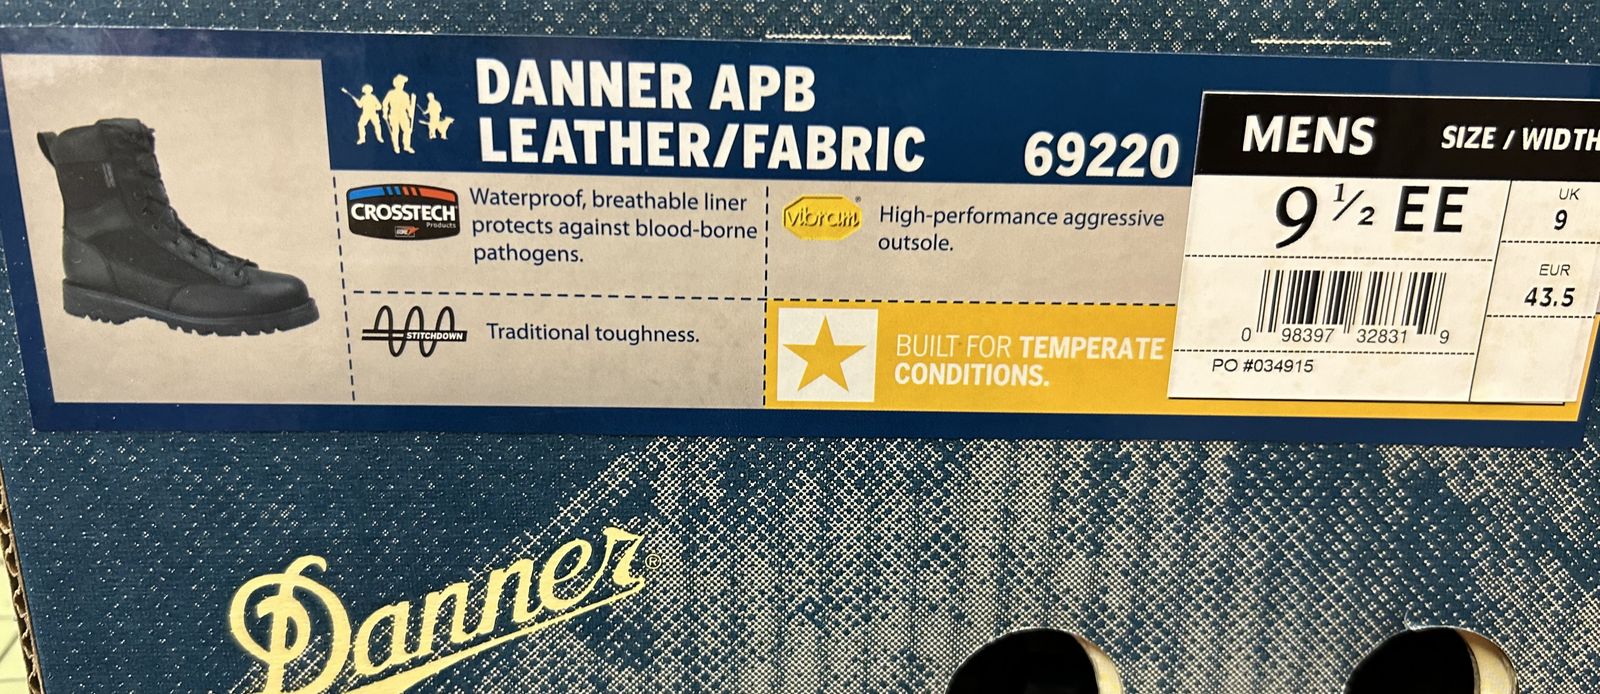 DANNER APB
LEATHER/FABRIC
69220
MENS SIZE / WIDTH
9 1/2 EE
UK
9
EUR
43.5
0 98397 32831 9
PO #034915
CROSSTECH®
Products
GORE
Waterproof, breathable liner
protects against blood-borne
pathogens.
vibram®
High-performance aggressive
outsole.
STITCHDOWN
Traditional toughness.
BUILT FOR TEMPERATE
CONDITIONS.
Danner®